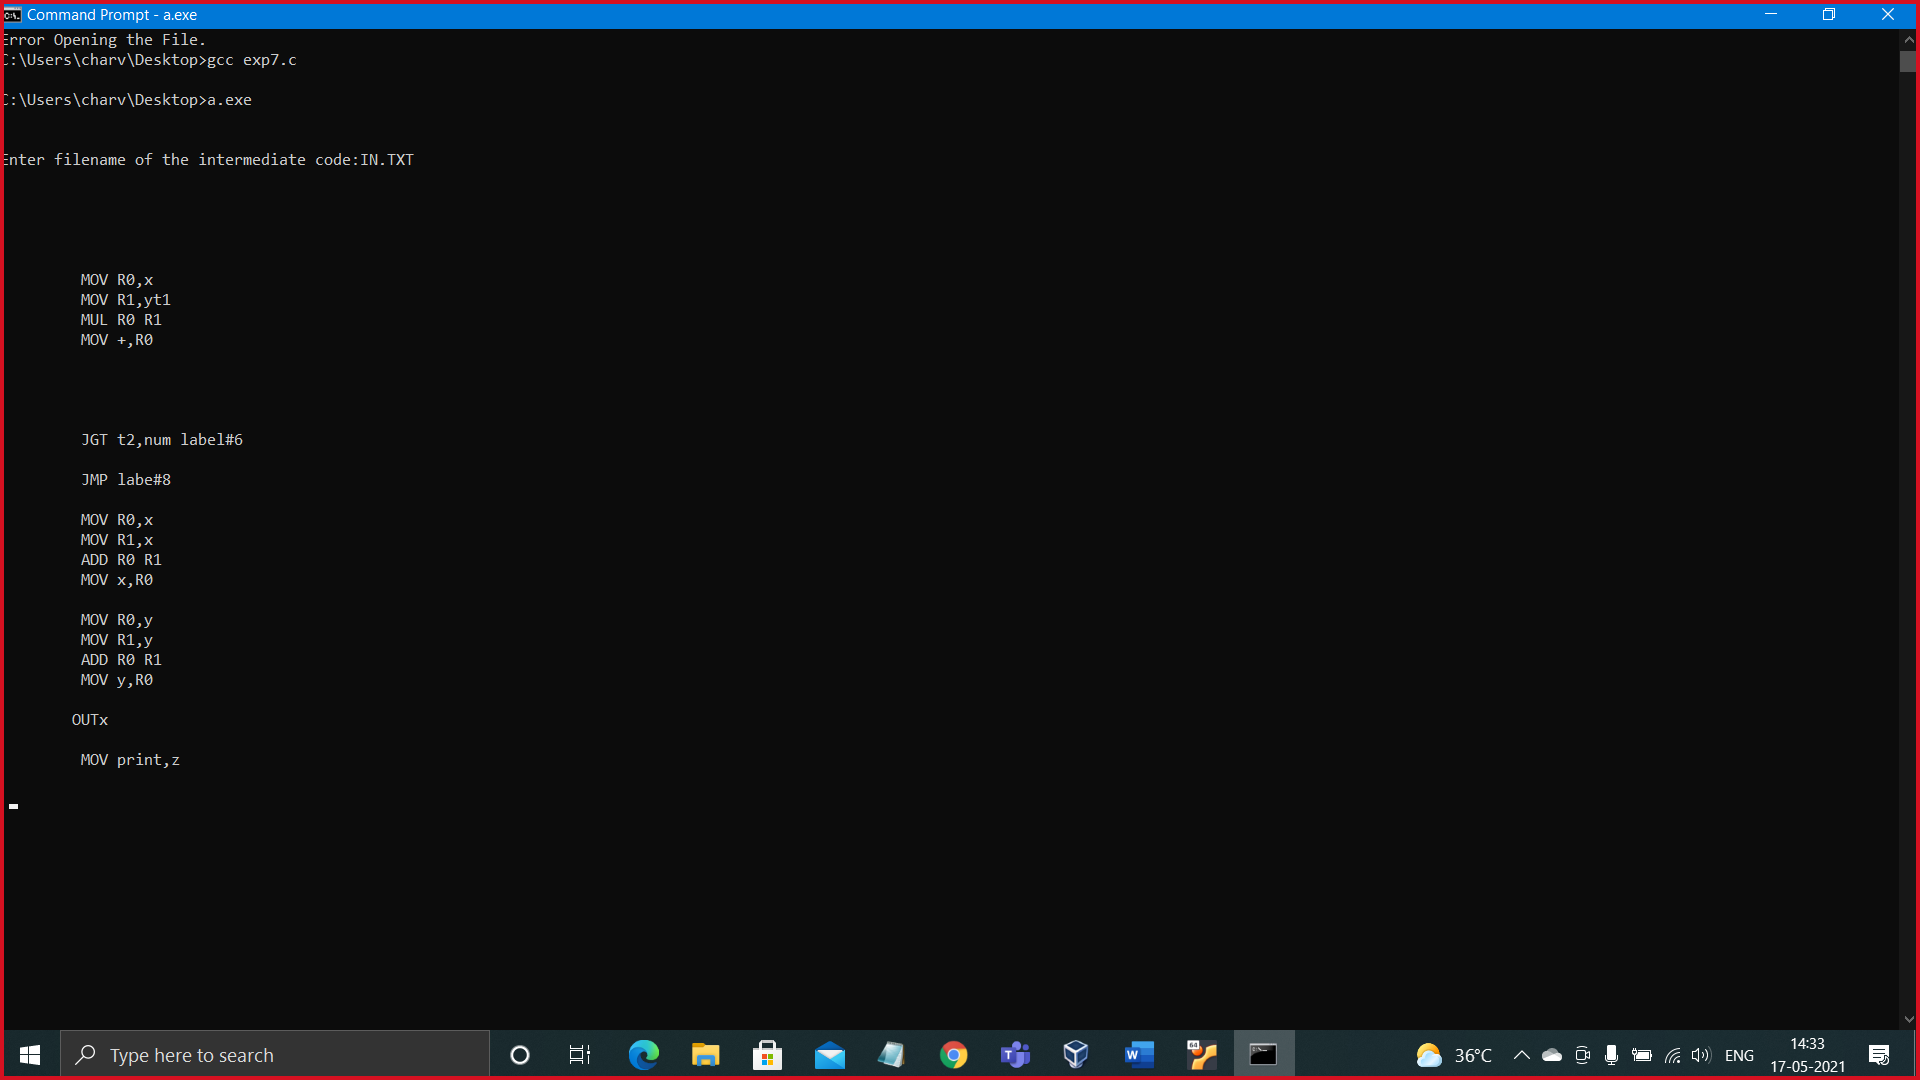 Command Prompt - a.exe
Error Opening the File.
C:\Users\charv\Desktop>gcc exp7.c
C:\Users\charv\Desktop>a.exe
Enter filename of the intermediate code:IN.TXT
MOV R0,x
MOV R1,yt1
MUL R0 R1
MOV +,R0
JGT t2,num label#6
JMP labe#8
MOV R0,x
MOV R1,x
ADD R0 R1
MOV x,R0
MOV R0,y
MOV R1,y
ADD R0 R1
MOV y,R0
OUTx
MOV print,z
Type here to search
36°C
ENG
14:33
17-05-2021